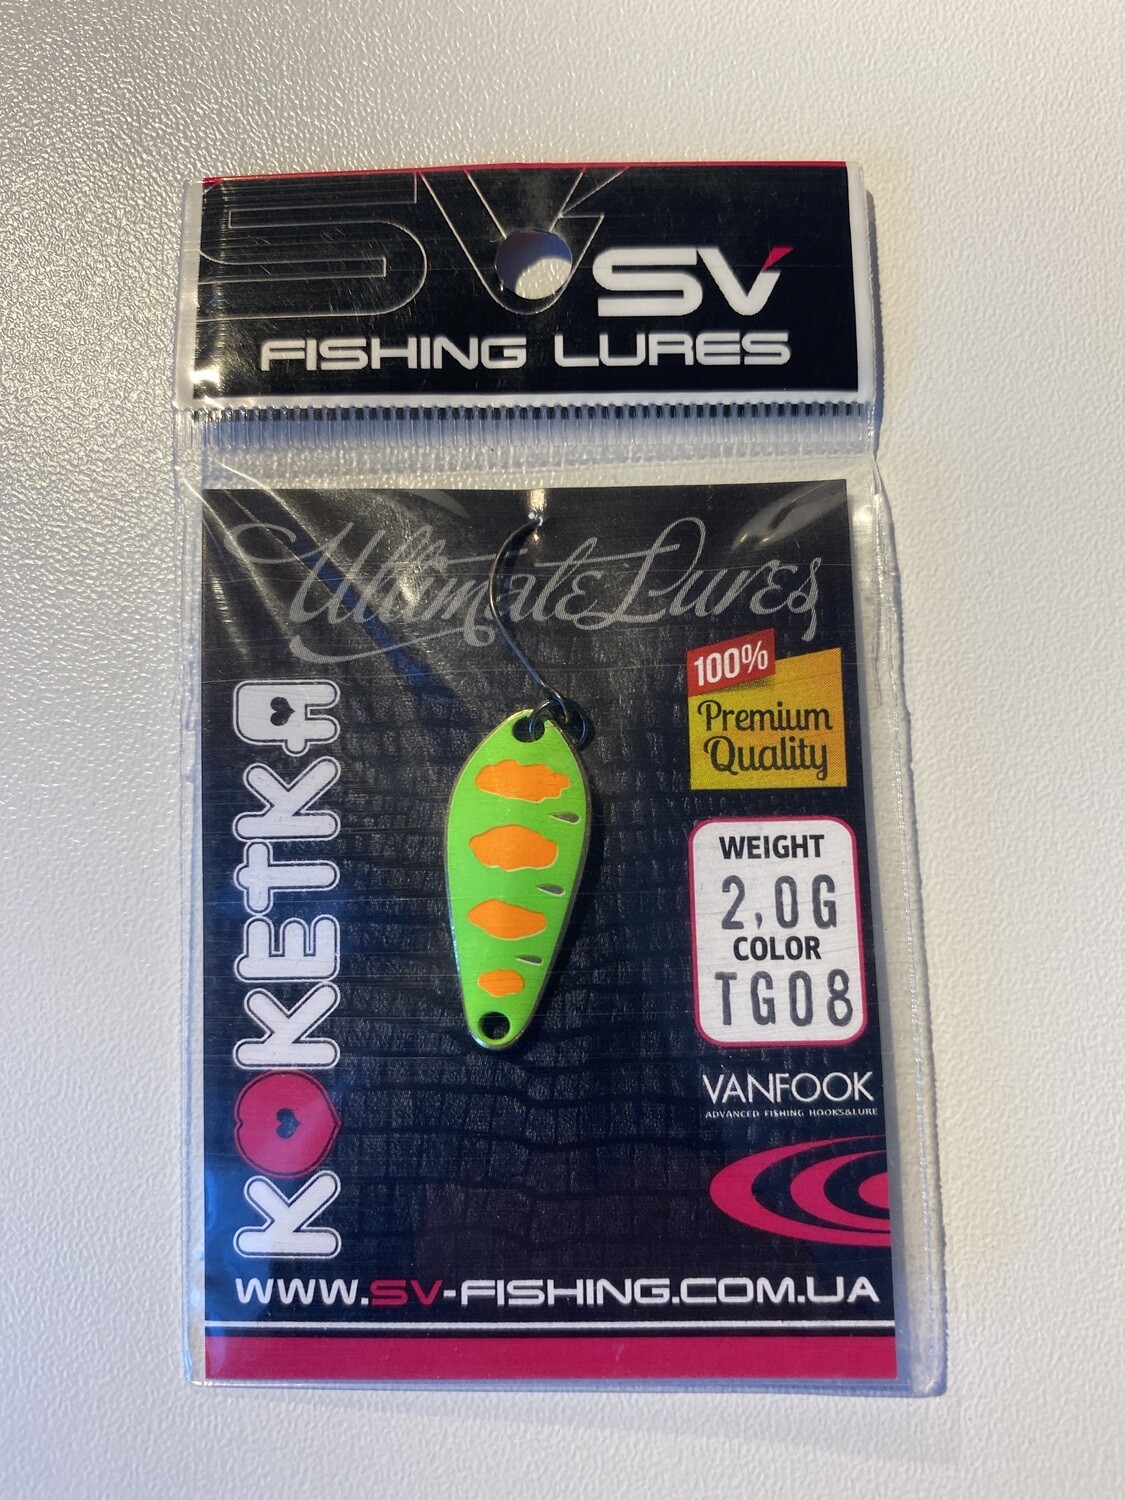 SV
SV
FISHING LURES
Ultimate Lures
100%
Premium
Quality
KOKETKA
WEIGHT
2,0G
COLOR
TG08
VANFOOK
ADVANCED FISHING HOOKS&LURE
WWW.SV-FISHING.COM.UA